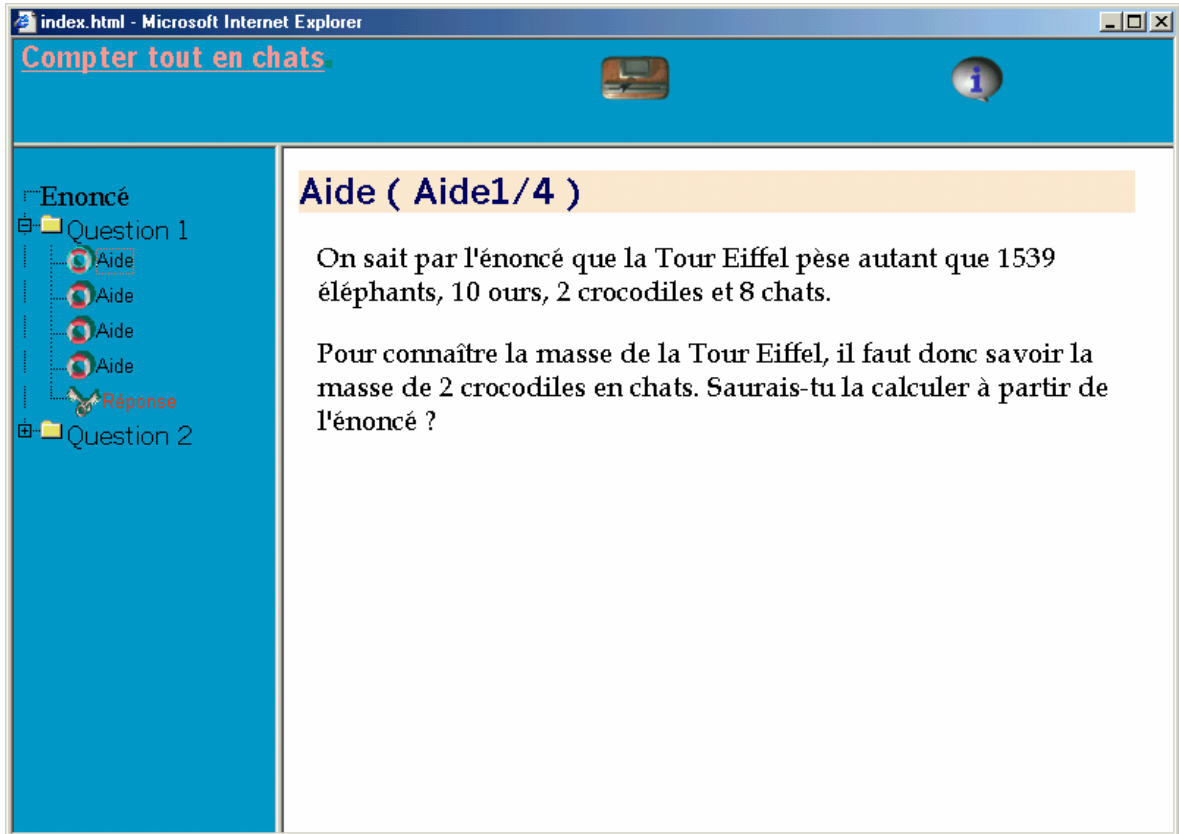 index.html - Microsoft Internet Explorer
Compter tout en chats.
Enoncé
Question 1
Aide
Aide
Aide
Aide
Réponse
Question 2
Aide ( Aide1/4 )
On sait par l'énoncé que la Tour Eiffel pèse autant que 1539
éléphants, 10 ours, 2 crocodiles et 8 chats.
Pour connaître la masse de la Tour Eiffel, il faut donc savoir la
masse de 2 crocodiles en chats. Saurais-tu la calculer à partir de
l'énoncé ?